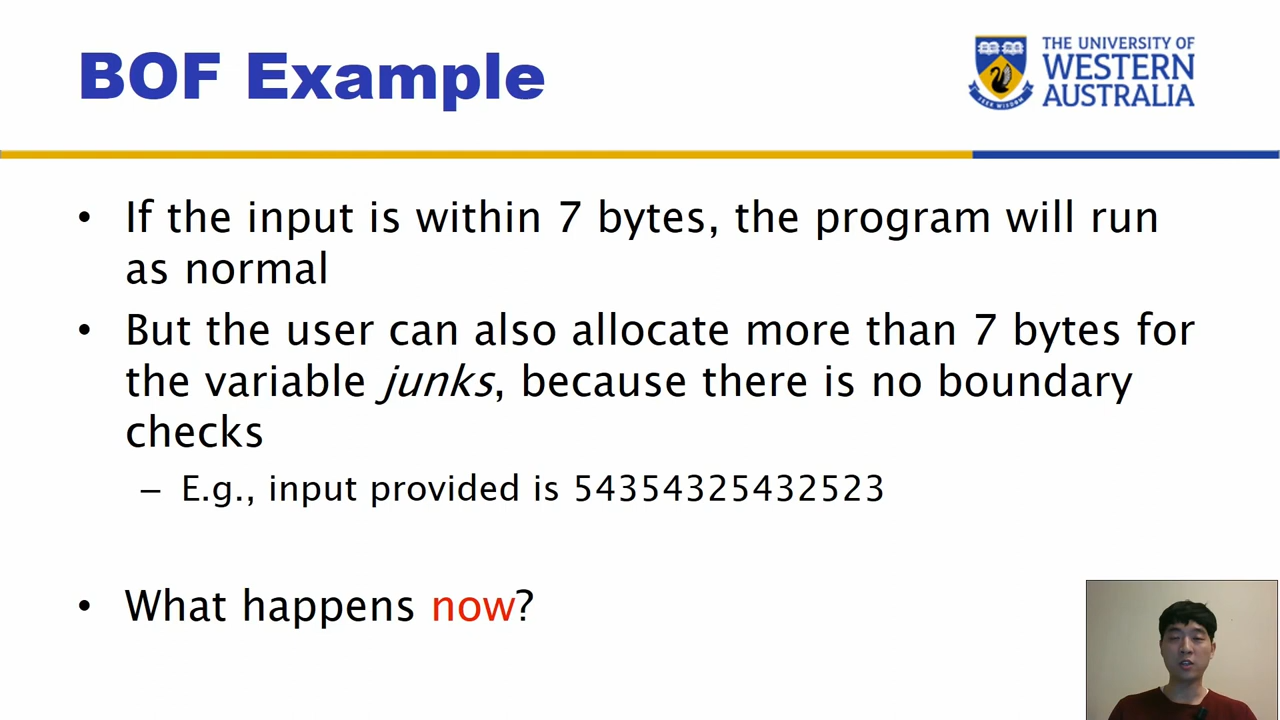 BOF Example
THE UNIVERSITY OF
WESTERN
AUSTRALIA
SEEK WISDOM
• If the input is within 7 bytes, the program will run
as normal
• But the user can also allocate more than 7 bytes for
the variable junks, because there is no boundary
checks
– E.g., input provided is 54354325432523
• What happens now?